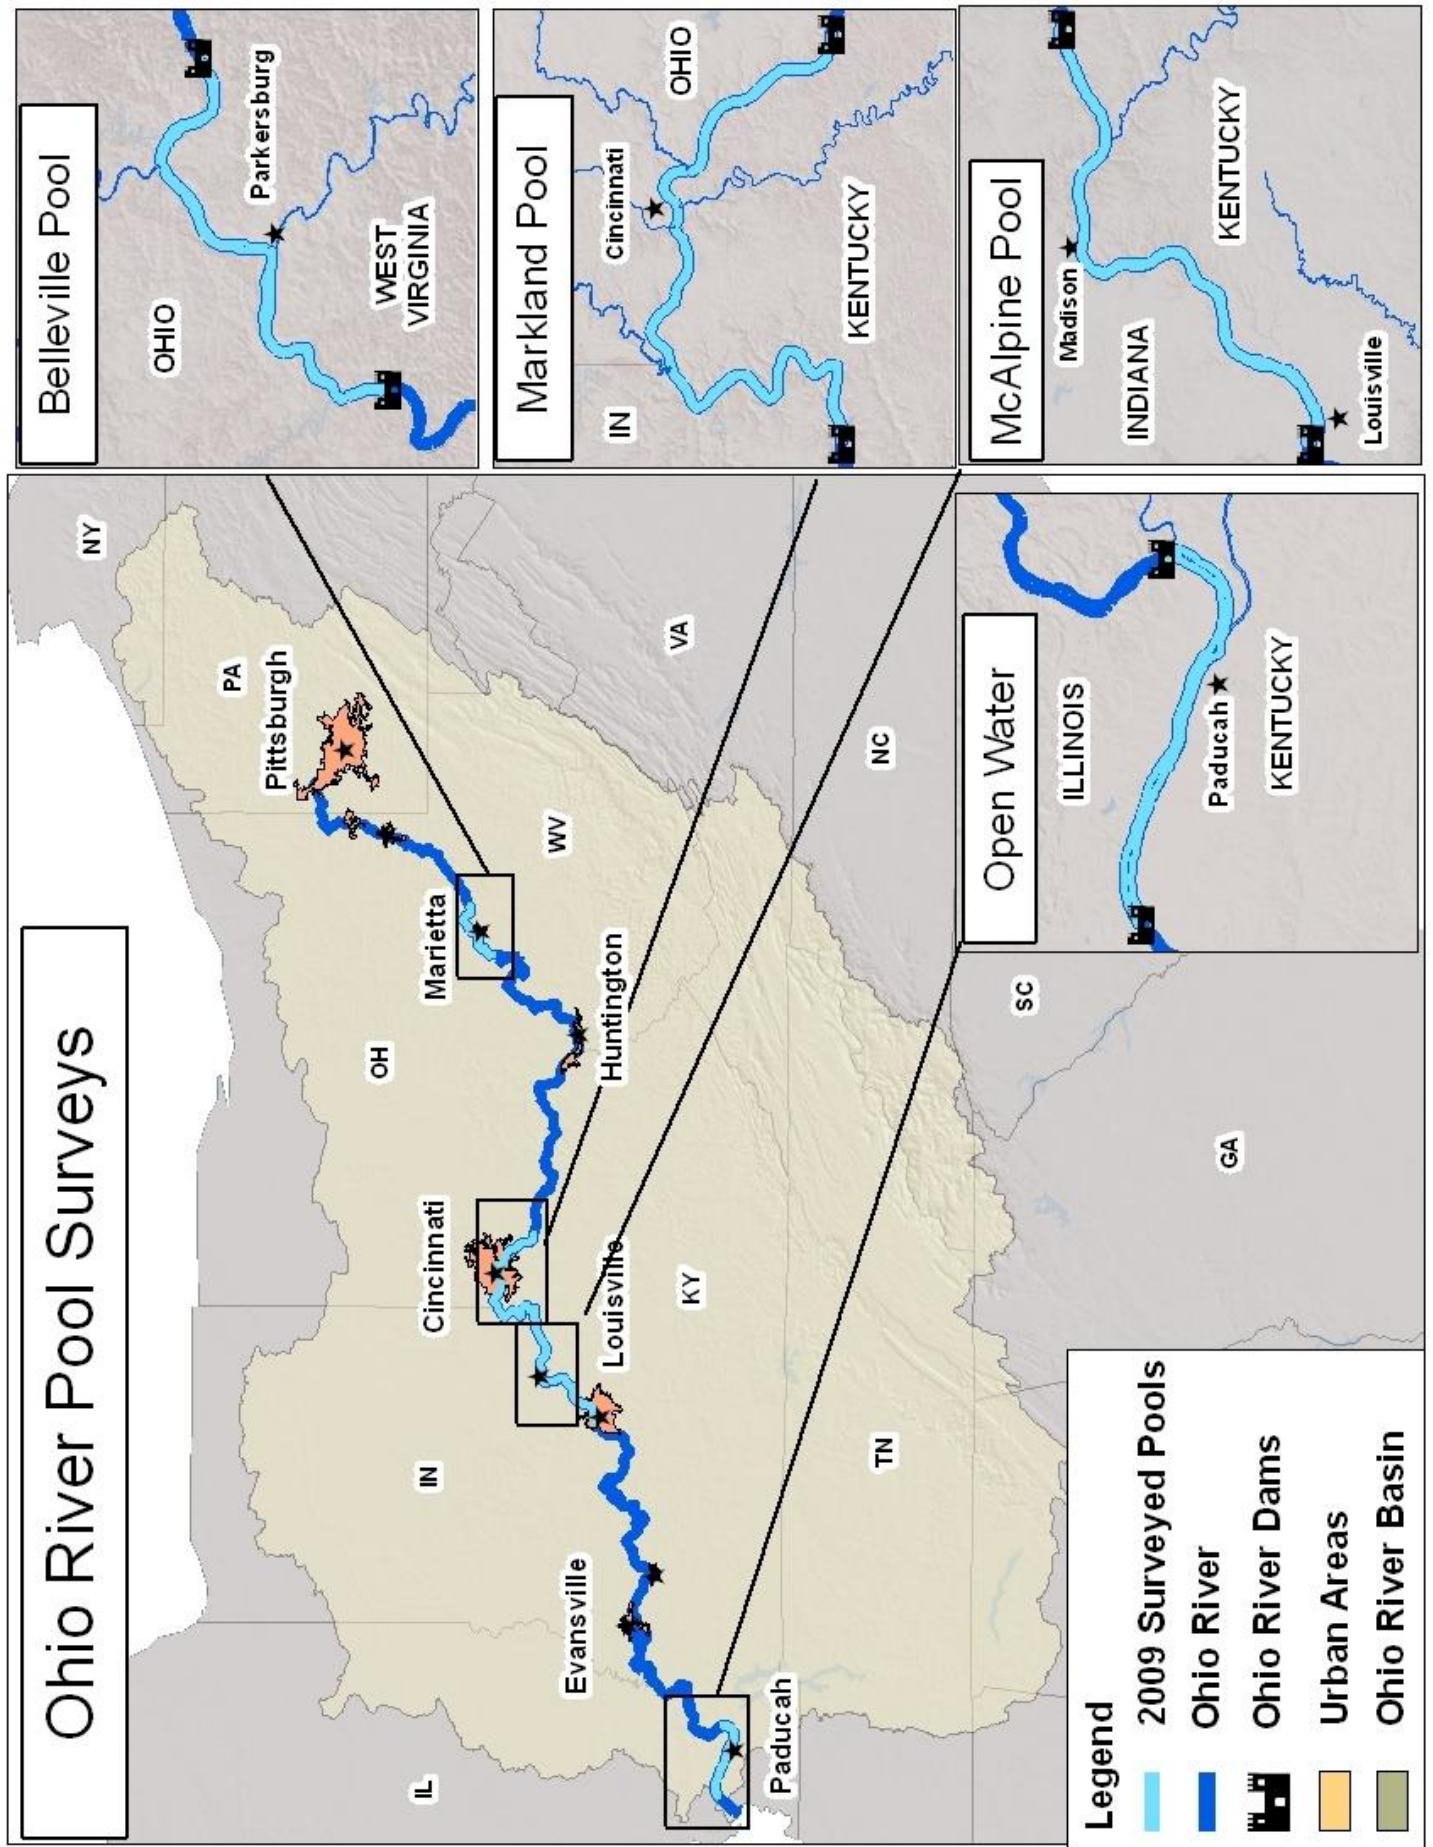 Ohio River Pool Surveys
NY
PA
Pittsburgh
OH
Marietta
WV
VA
Huntington
Cincinnati
IN
Louisville
KY
NC
SC
GA
TN
Evansville
IL
Paducah
Belleville Pool
OHIO
Parkersburg
WEST
VIRGINIA
Markland Pool
OHIO
Cincinnati
IN
KENTUCKY
McAlpine Pool
Madison
INDIANA
KENTUCKY
Louisville
Open Water
ILLINOIS
Paducah
KENTUCKY
Legend
2009 Surveyed Pools
Ohio River
Ohio River Dams
Urban Areas
Ohio River Basin